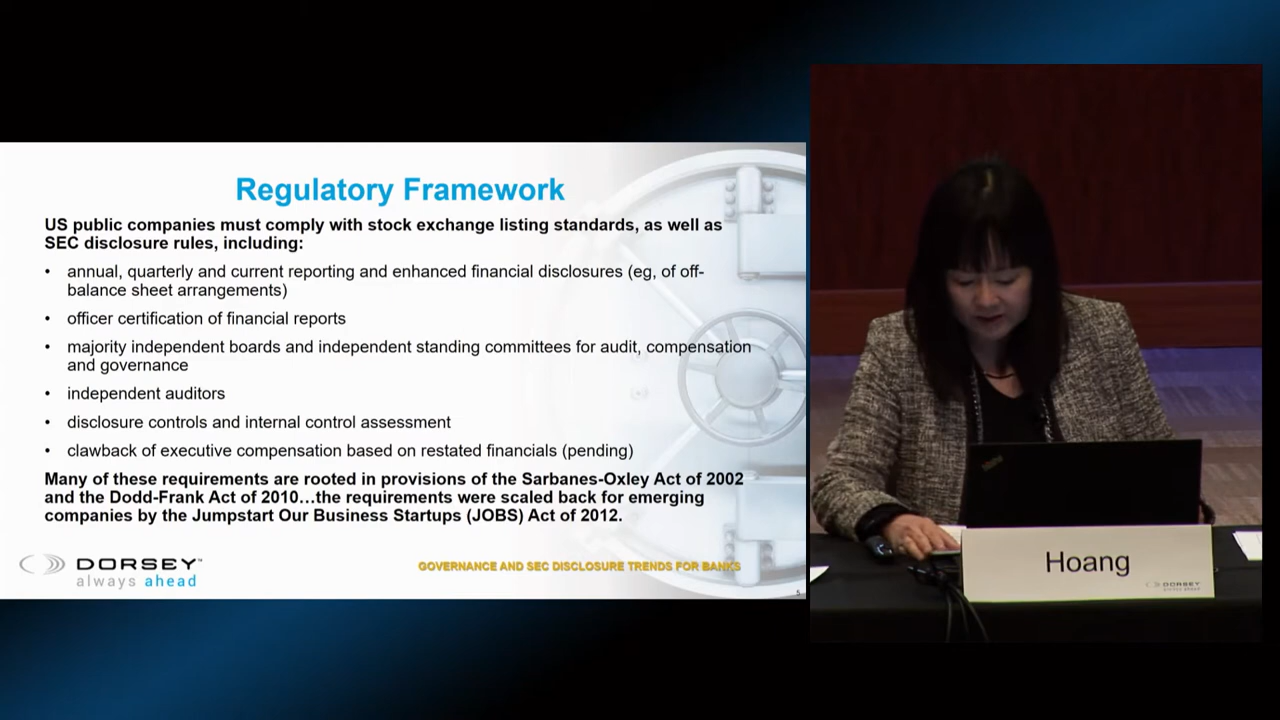 Regulatory Framework
US public companies must comply with stock exchange listing standards, as well as
SEC disclosure rules, including:
• annual, quarterly and current reporting and enhanced financial disclosures (eg, of off-
balance sheet arrangements)
• officer certification of financial reports
• majority independent boards and independent standing committees for audit, compensation
and governance
• independent auditors
• disclosure controls and internal control assessment
• clawback of executive compensation based on restated financials (pending)
Many of these requirements are rooted in provisions of the Sarbanes-Oxley Act of 2002
and the Dodd-Frank Act of 2010…the requirements were scaled back for emerging
companies by the Jumpstart Our Business Startups (JOBS) Act of 2012.
DORSEY™
always ahead
GOVERNANCE AND SEC DISCLOSURE TRENDS FOR BANKS
5
Hoang
DORSEY
always ahead